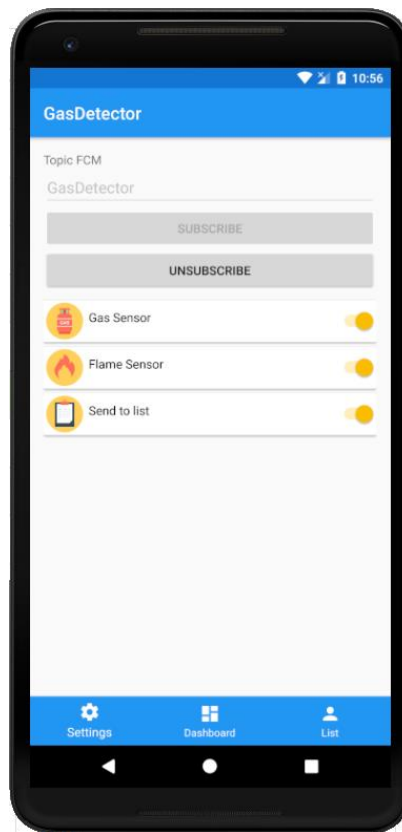 10:56
GasDetector
Topic FCM
GasDetector
SUBSCRIBE
UNSUBSCRIBE
Gas Sensor
Flame Sensor
Send to list
Settings Dashboard List